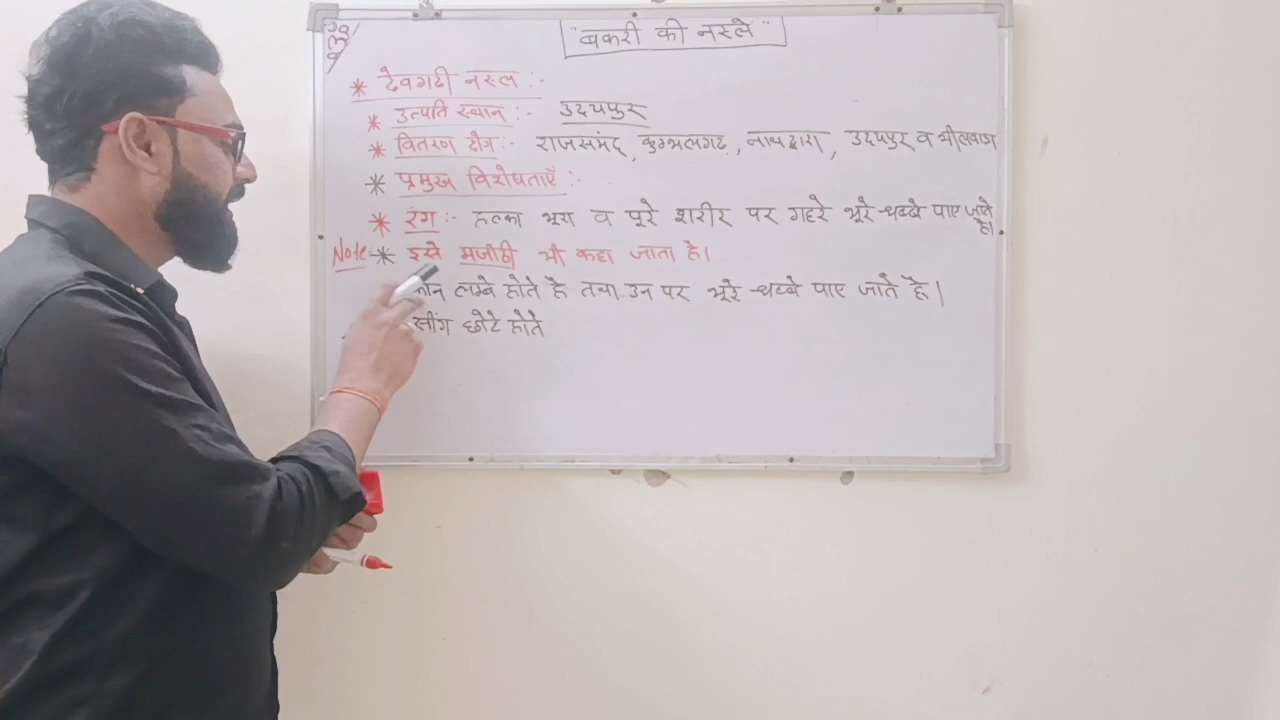 "बकरी की नस्ले"
* देवगढी नस्ल :-
* उत्पति स्थान :- उदयपुर
* वितरण क्षेत्र :- राजसमंद, कुम्भलगढ, नाथद्वारा, उदयपुर व भीलवाडा
* प्रमुख विशेषताएँ :-
* रंग :- हल्का भूरा व पूरे शरीर पर गहरे भूरे धब्बे पाए जाते है।
Note-* इसे मजीठी भी कहा जाता है।
कान लम्बे होते है तथा उन पर भूरे धब्बे पाए जाते है।
सींग छोटे होते